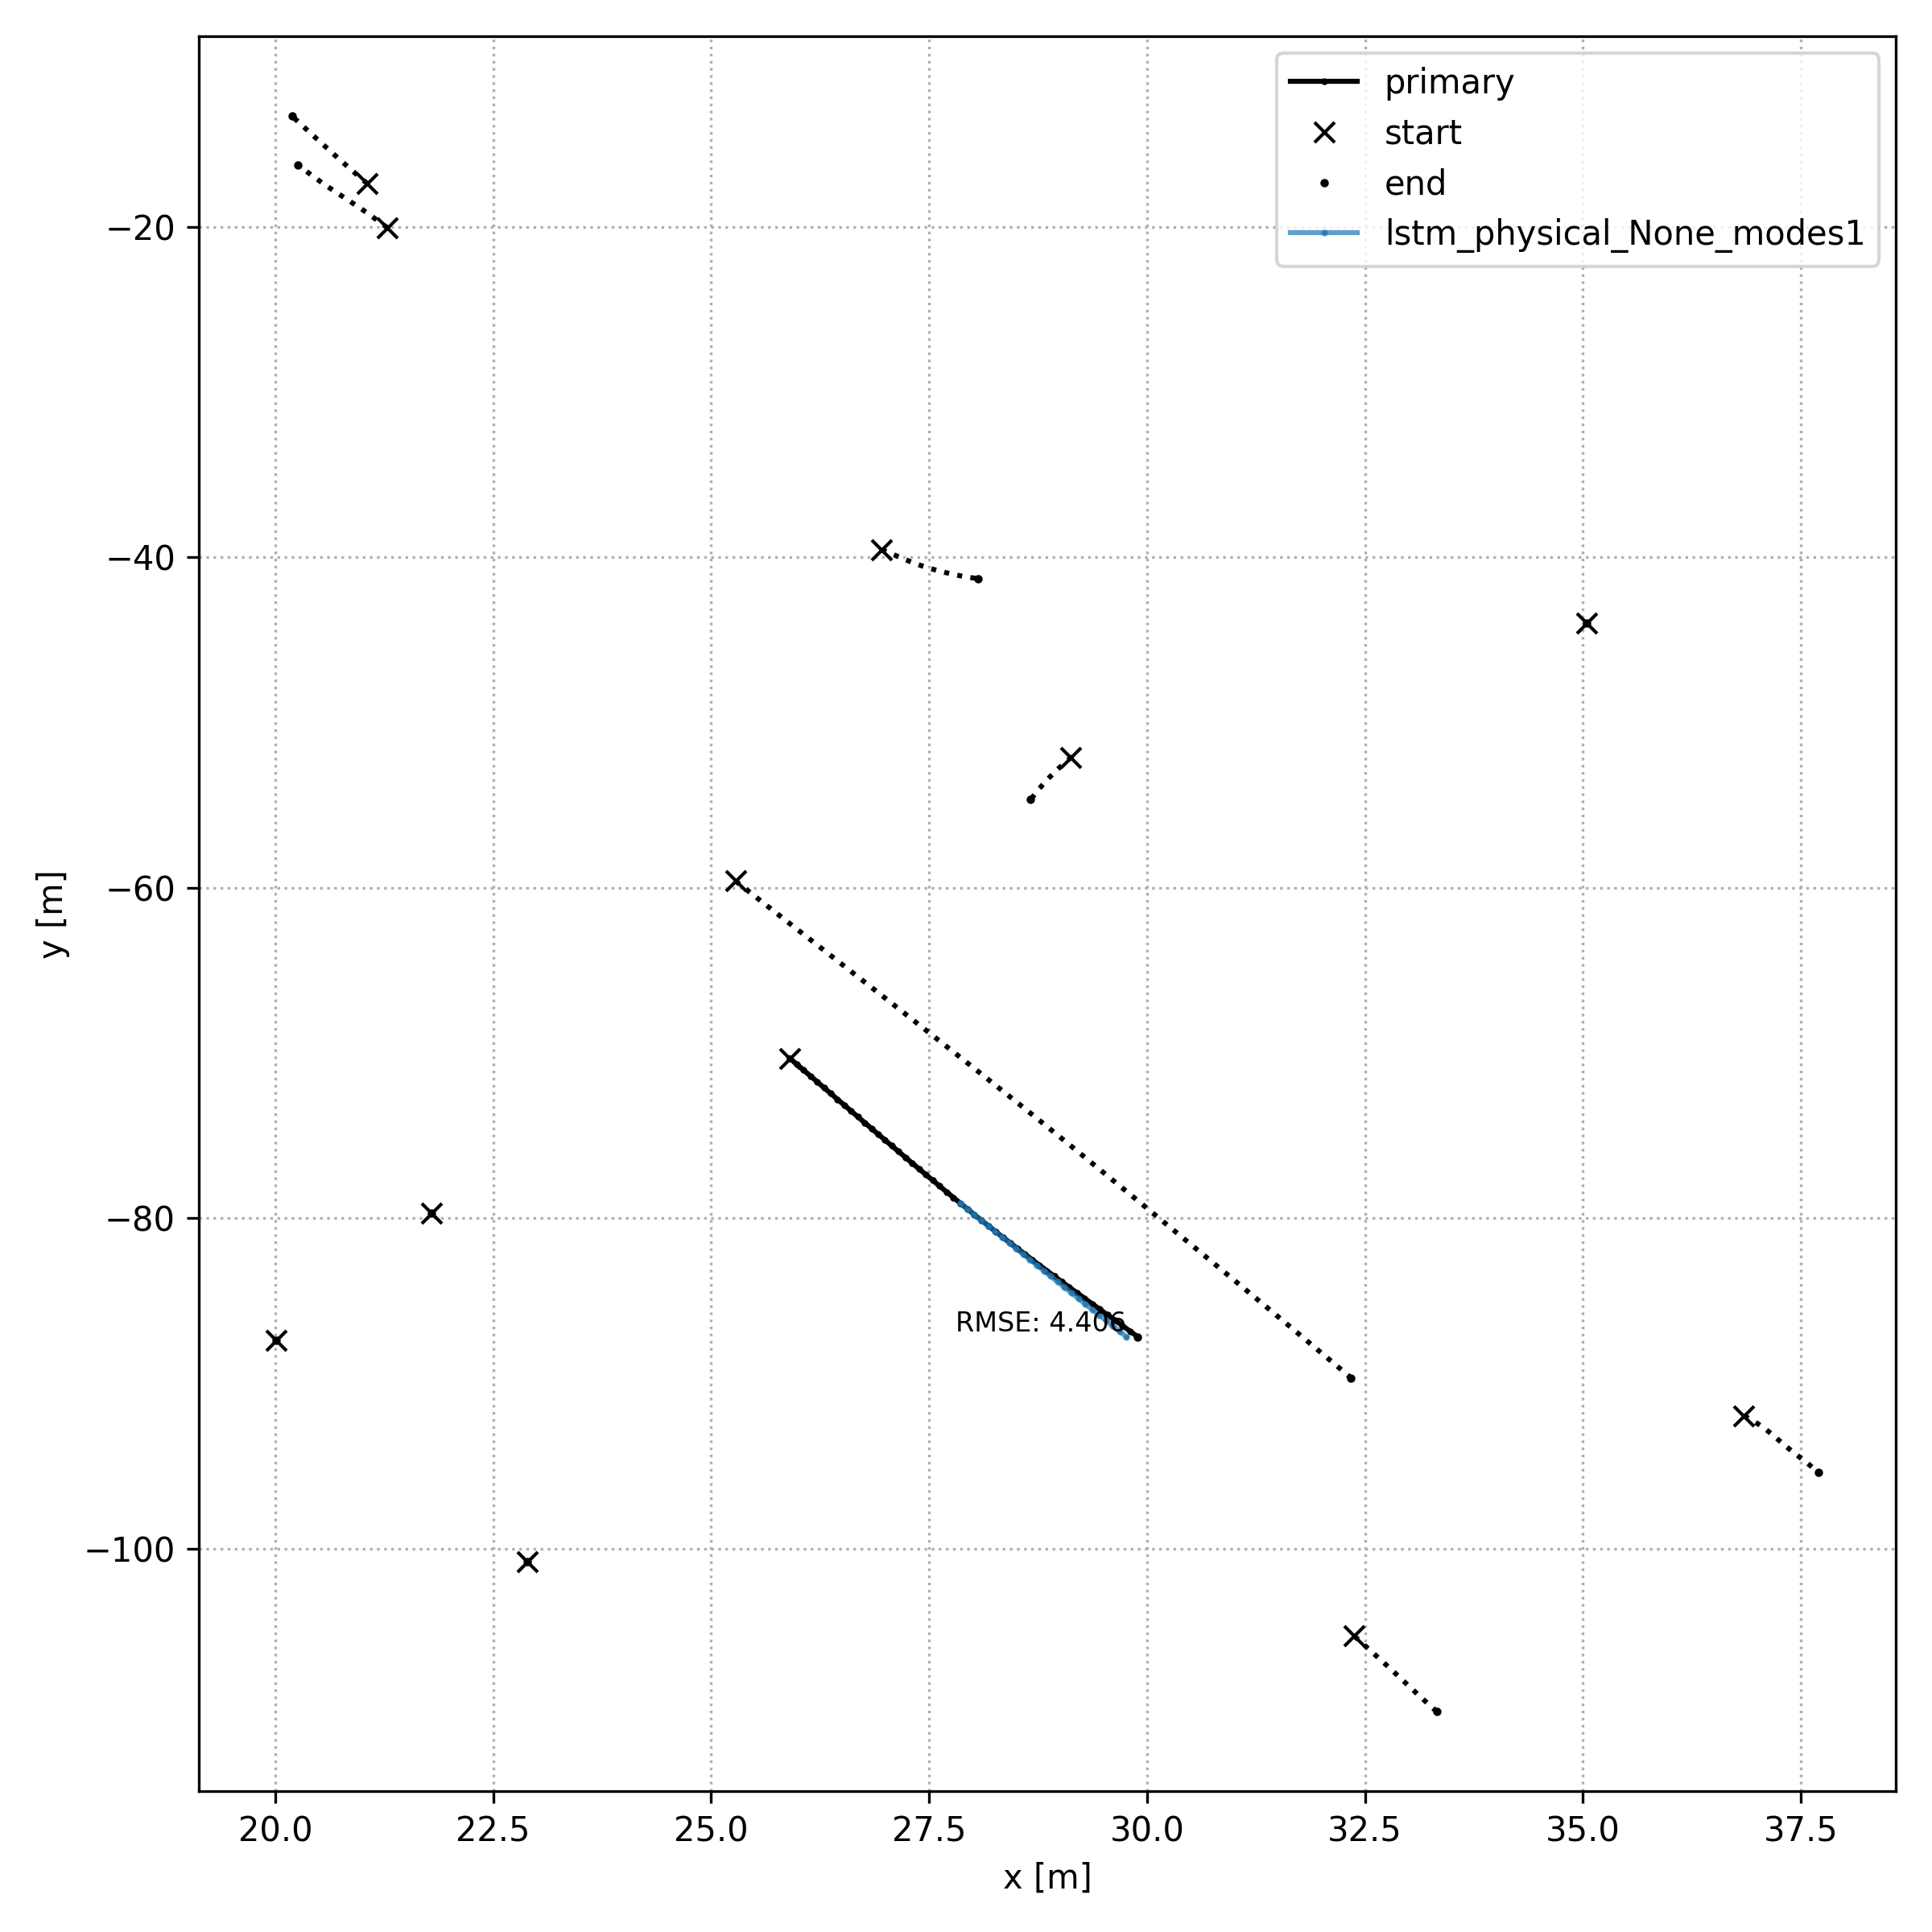 primary
start
end
lstm_physical_None_modes1
−20
−40
−60
−80
−100
y [m]
RMSE: 4.406
20.0 22.5 25.0 27.5 30.0 32.5 35.0 37.5
x [m]